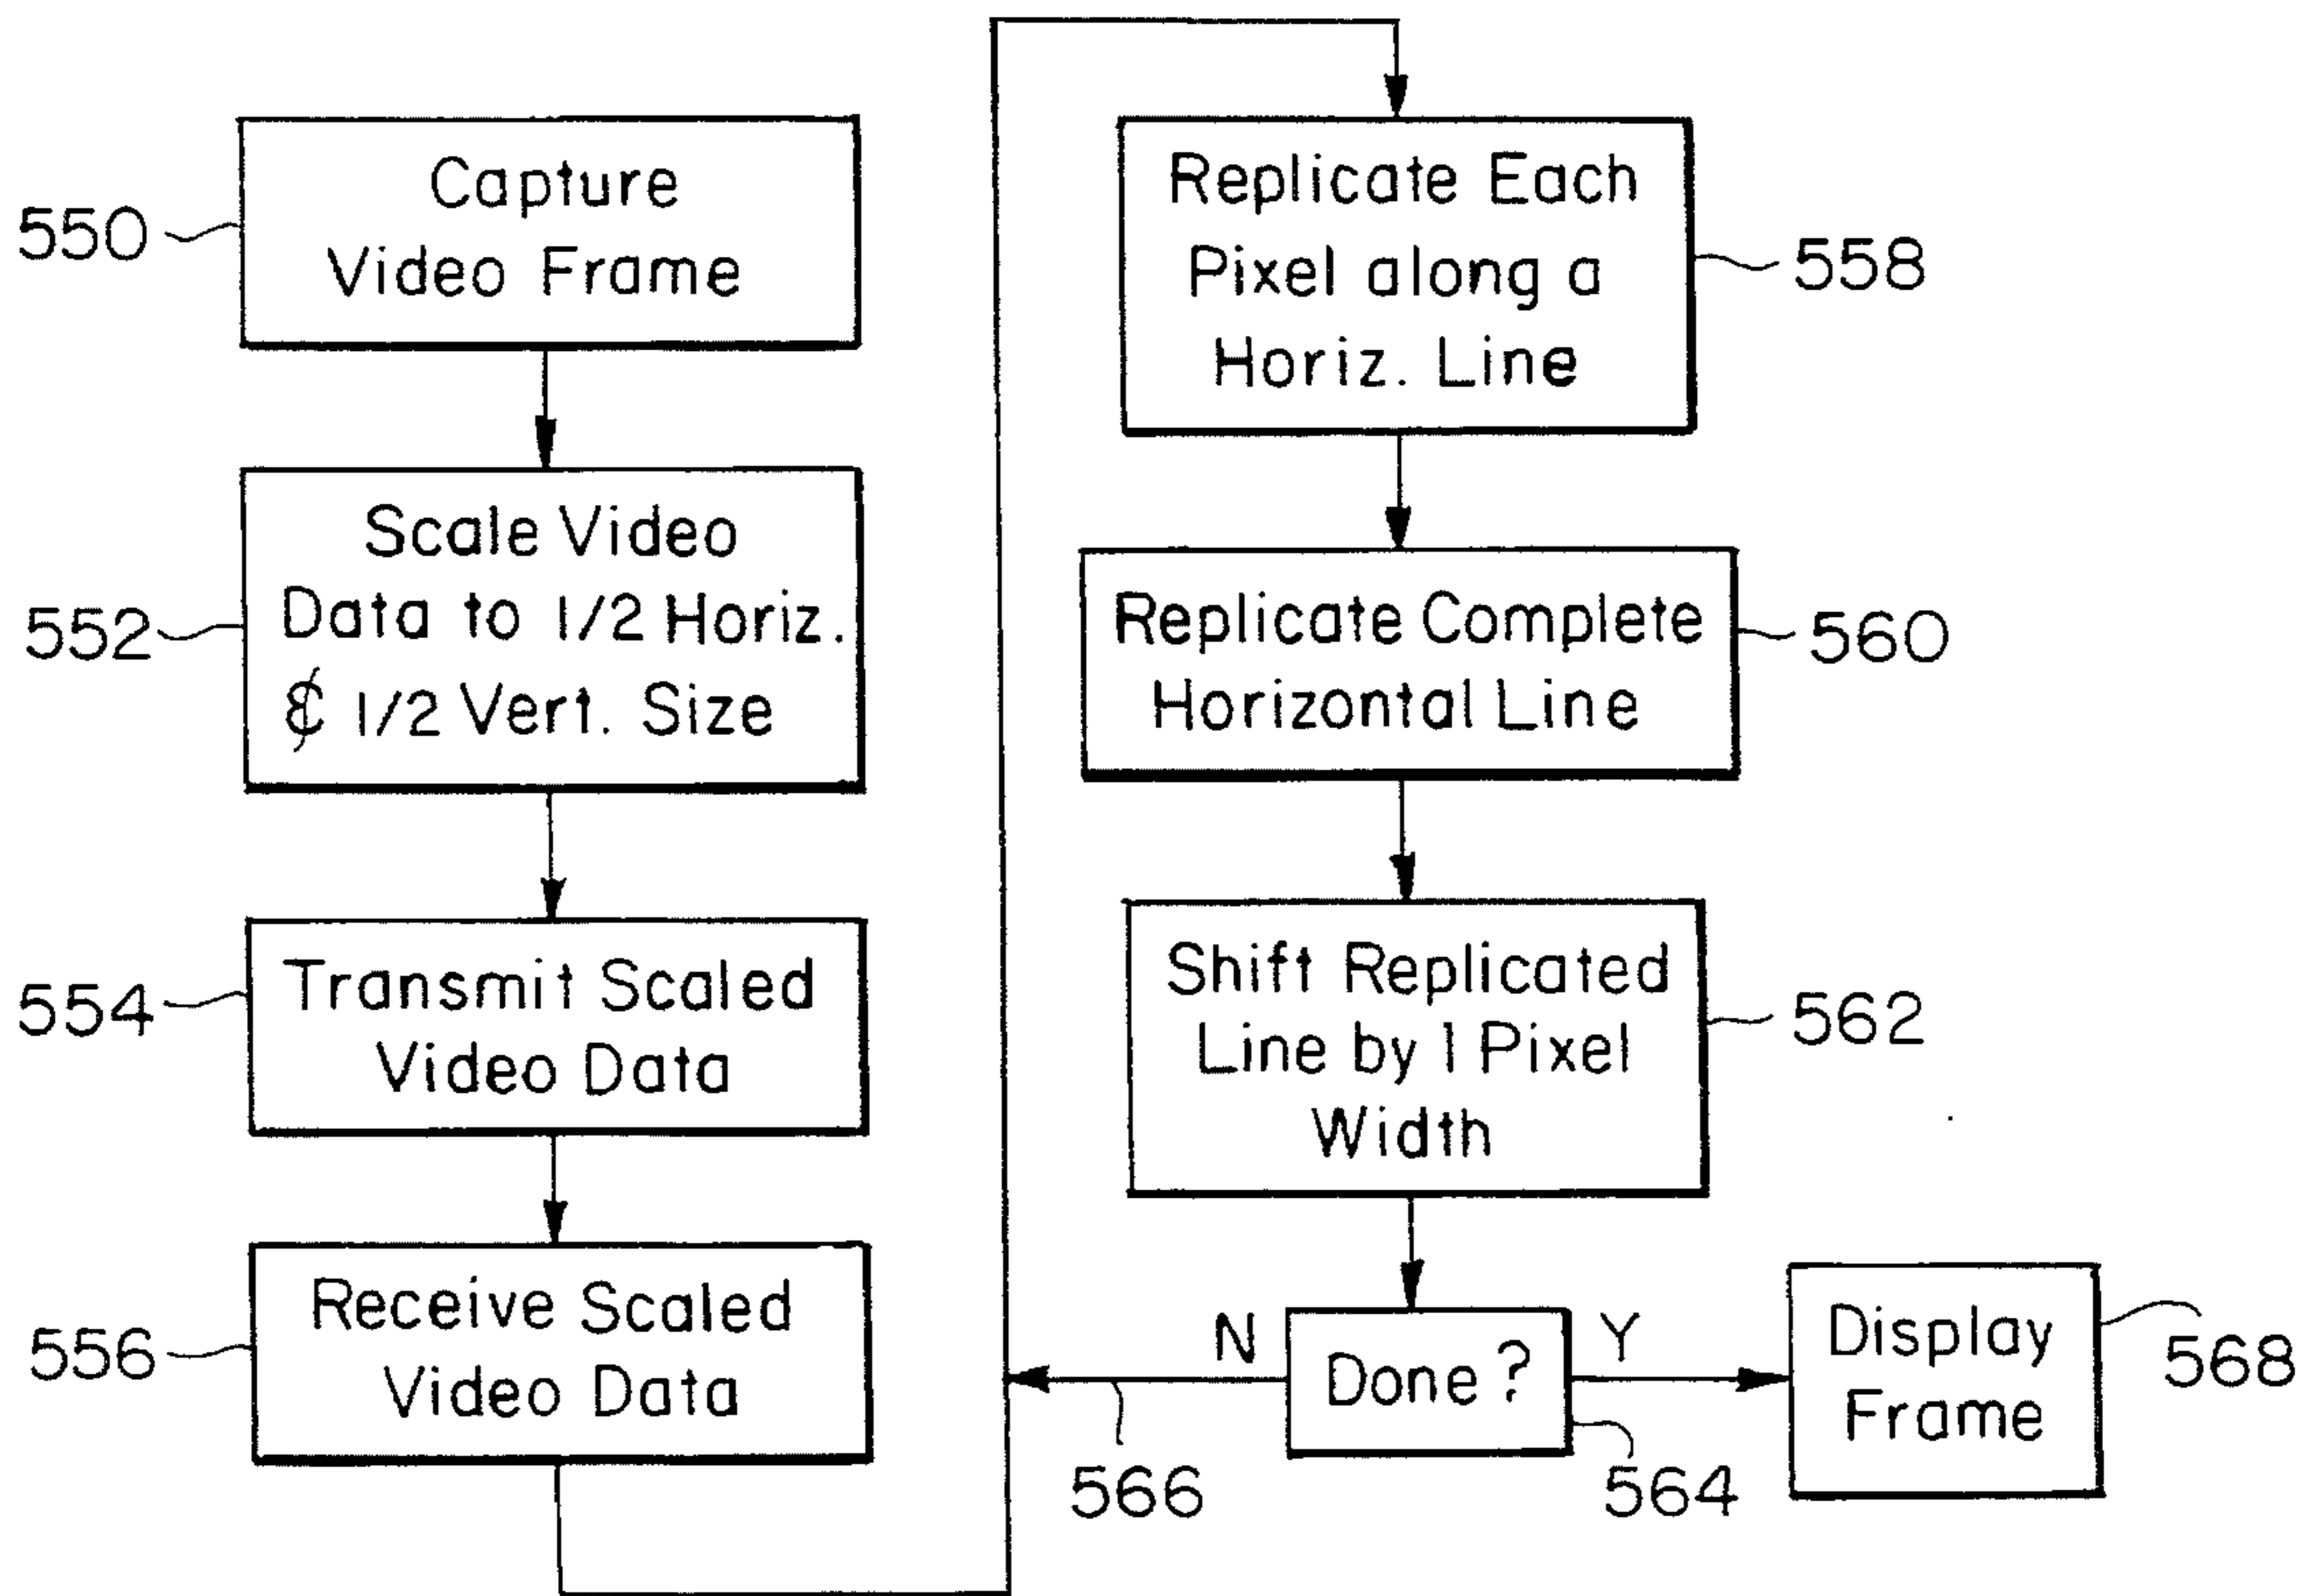 550
Capture
Video Frame
552
Scale Video
Data to 1/2 Horiz.
& 1/2 Vert. Size
554
Transmit Scaled
Video Data
556
Receive Scaled
Video Data
Replicate Each
Pixel along a
Horiz. Line
558
Replicate Complete
Horizontal Line
560
Shift Replicated
Line by 1 Pixel
Width
562
N
Done ?
Y
566
564
Display
Frame
568